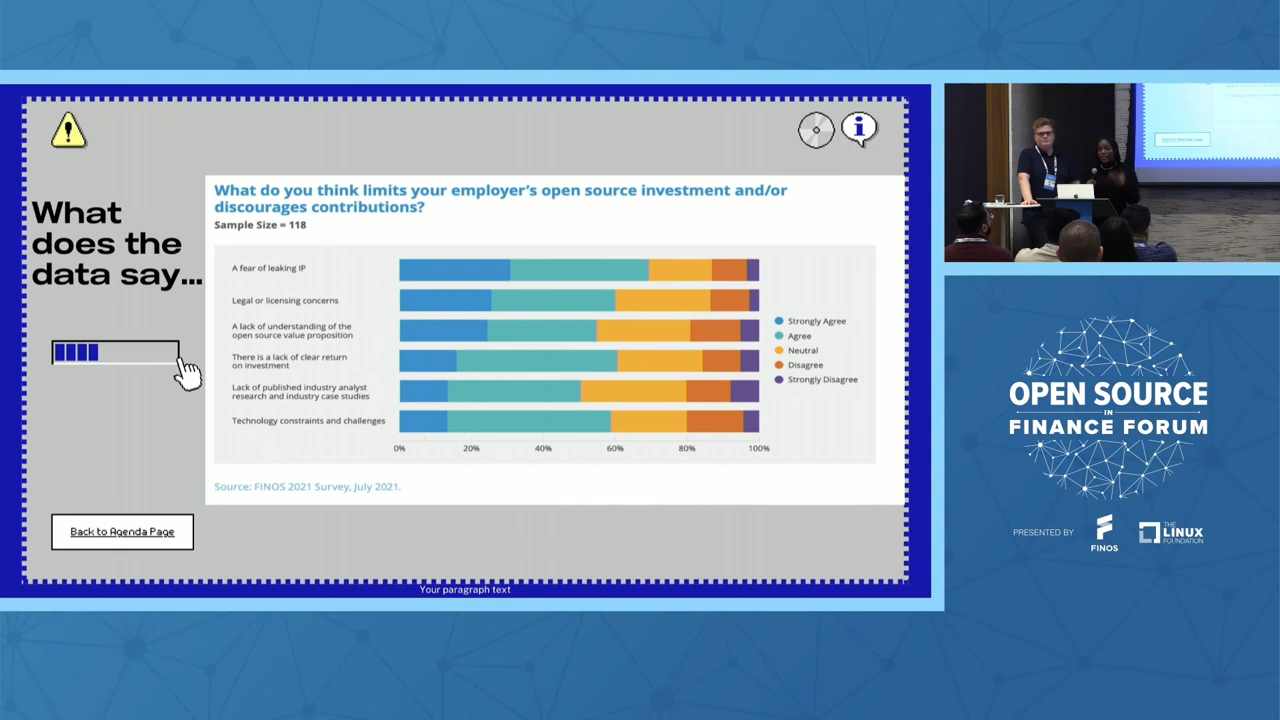 What
does the
data say...
Back to Agenda Page
What do you think limits your employer's open source investment and/or
discourages contributions?
Sample Size = 118
A fear of leaking IP
Legal or licensing concerns
A lack of understanding of the
open source value proposition
There is a lack of clear return
on investment
Lack of published industry analyst
research and industry case studies
Technology constraints and challenges
0%
20%
40%
60%
80%
100%
Strongly Agree
Agree
Neutral
Disagree
Strongly Disagree
Source: FINOS 2021 Survey, July 2021.
Your paragraph text
OPEN SOURCE
IN
FINANCE FORUM
PRESENTED BY
FINOS
THE
LINUX
FOUNDATION